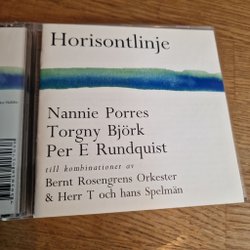 Horisontlinje
Nannie Porres
Torgny Björk
Per E Rundquist
till kombinationer av
Bernt Rosengrens Orkester
& Herr T och hans Spelmän